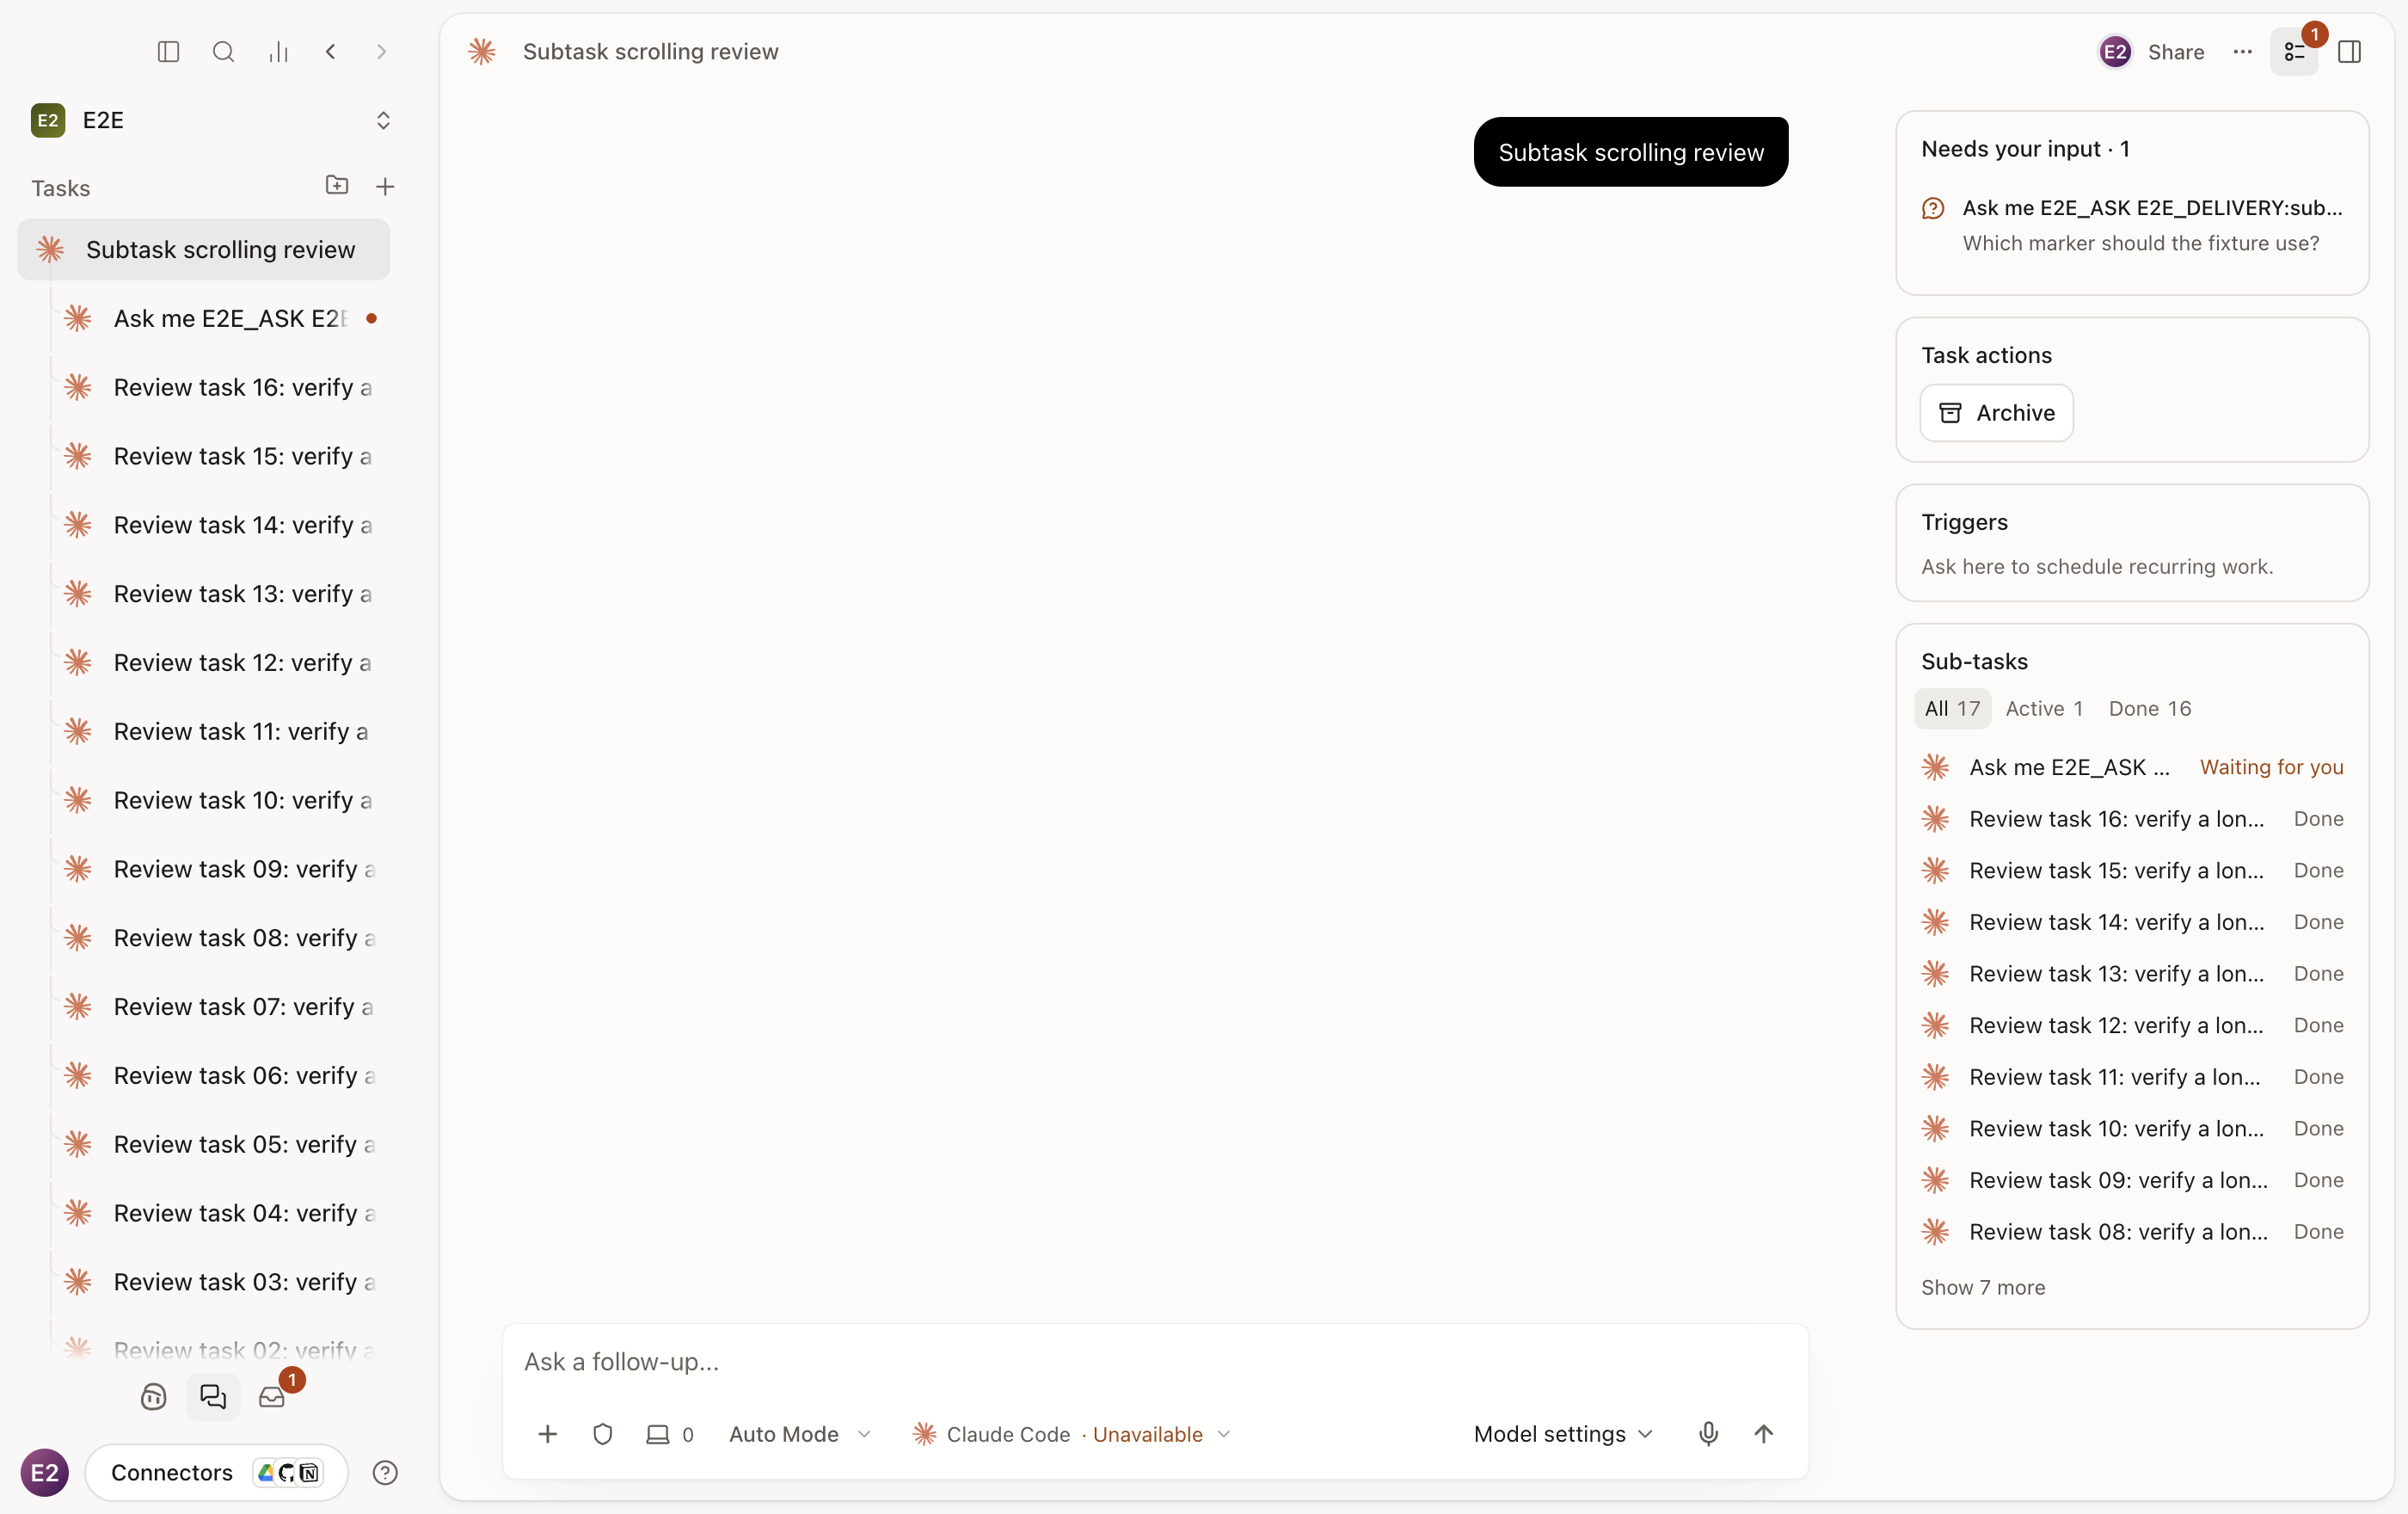 E2 E2E
Tasks
Subtask scrolling review
Ask me E2E_ASK E2E
Review task 16: verify a
Review task 15: verify a
Review task 14: verify a
Review task 13: verify a
Review task 12: verify a
Review task 11: verify a
Review task 10: verify a
Review task 09: verify a
Review task 08: verify a
Review task 07: verify a
Review task 06: verify a
Review task 05: verify a
Review task 04: verify a
Review task 03: verify a
Review task 02: verify a
1
E2 Connectors
Subtask scrolling review
E2 Share 1
Subtask scrolling review
Ask a follow-up...
0 Auto Mode Claude Code · Unavailable Model settings
Needs your input · 1
Ask me E2E_ASK E2E_DELIVERY:sub...
Which marker should the fixture use?
Task actions
Archive
Triggers
Ask here to schedule recurring work.
Sub-tasks
All 17 Active 1 Done 16
Ask me E2E_ASK ... Waiting for you
Review task 16: verify a lon... Done
Review task 15: verify a lon... Done
Review task 14: verify a lon... Done
Review task 13: verify a lon... Done
Review task 12: verify a lon... Done
Review task 11: verify a lon... Done
Review task 10: verify a lon... Done
Review task 09: verify a lon... Done
Review task 08: verify a lon... Done
Show 7 more